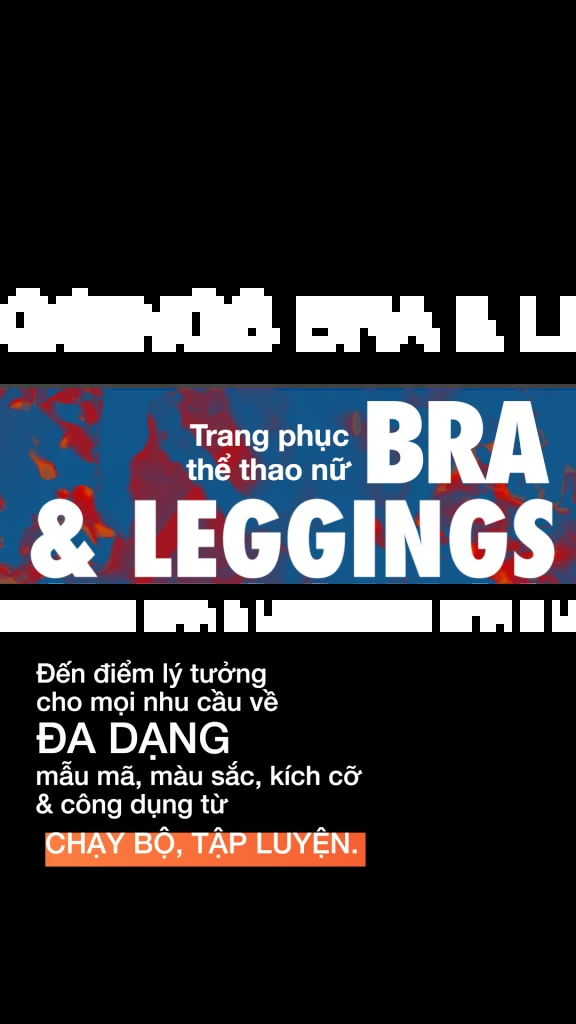 BRA & L
Trang phục
thể thao nữ BRA
& LEGGINGS
Đến điểm lý tưởng
cho mọi nhu cầu về
ĐA DẠNG
mẫu mã, màu sắc, kích cỡ
& công dụng từ
CHẠY BỘ, TẬP LUYỆN.